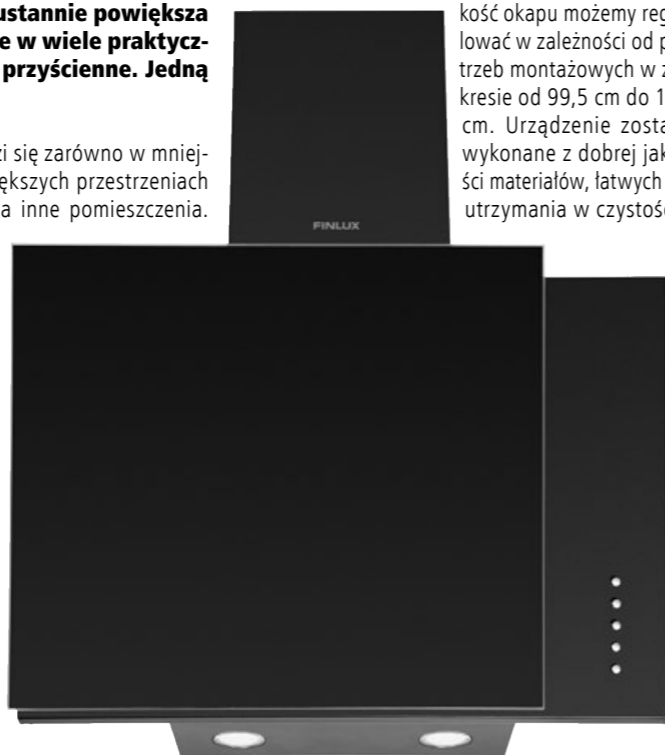 ustannie powiększa
e w wiele praktycz-
przyścienne. Jedną
zi się zarówno w mniej-
ększych przestrzeniach
a inne pomieszczenia.
kość okapu możemy reg
lować w zależności od p
trzeb montażowych w z
kresie od 99,5 cm do 1
cm. Urządzenie zosta
wykonane z dobrej jak
ści materiałów, łatwych
utrzymania w czystoś
FINLUX